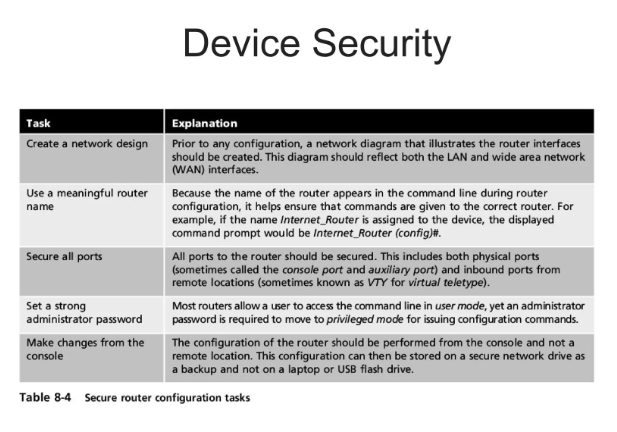 Device Security
Task Explanation
Create a network design Prior to any configuration, a network diagram that illustrates the router interfaces
should be created. This diagram should reflect both the LAN and wide area network
(WAN) interfaces.
Use a meaningful router Because the name of the router appears in the command line during router
name configuration, it helps ensure that commands are given to the correct router. For
example, if the name Internet_Router is assigned to the device, the displayed
command prompt would be Internet_Router (config)#.
Secure all ports All ports to the router should be secured. This includes both physical ports
(sometimes called the console port and auxiliary port) and inbound ports from
remote locations (sometimes known as VTY for virtual teletype).
Set a strong Most routers allow a user to access the command line in user mode, yet an administrator
administrator password password is required to move to privileged mode for issuing configuration commands.
Make changes from the The configuration of the router should be performed from the console and not a
console remote location. This configuration can then be stored on a secure network drive as
a backup and not on a laptop or USB flash drive.
Table 8-4 Secure router configuration tasks